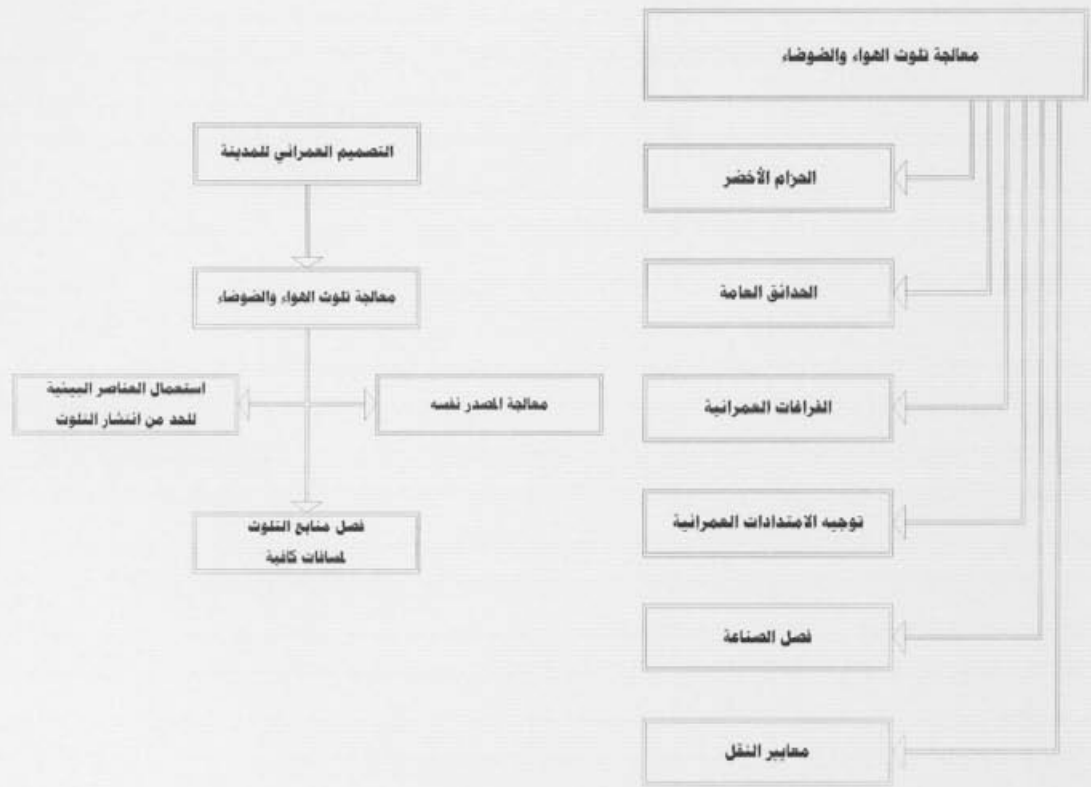 معالجة تلوث الهواء والضوضاء
الحزام الأخضر
الحدائق العامة
الفراغات العمرانية
توجيه الامتدادات العمرانية
فصل الصناعة
معايير النقل
التصميم العمراني للمدينة
معالجة تلوث الهواء والضوضاء
معالجة المصدر نفسه
استعمال العناصر البيئية
للحد من انتشار التلوث
فصل منابع التلوث
لمسافات كافية